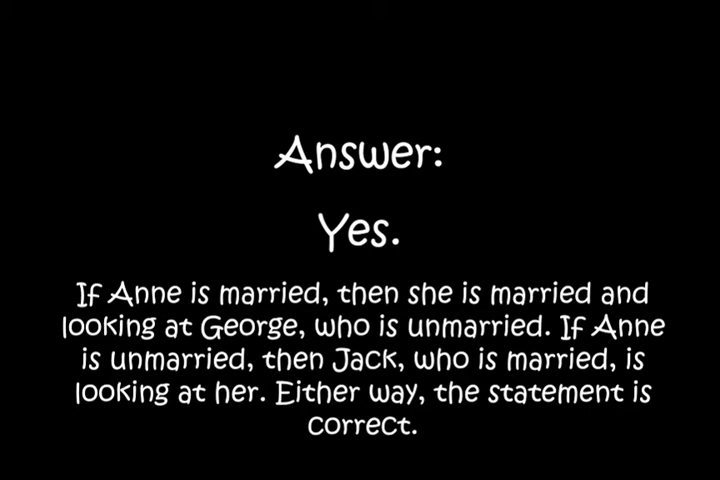 Answer:
Yes.
If Anne is married, then she is married and
looking at George, who is unmarried. If Anne
is unmarried, then Jack, who is married, is
looking at her. Either way, the statement is
correct.